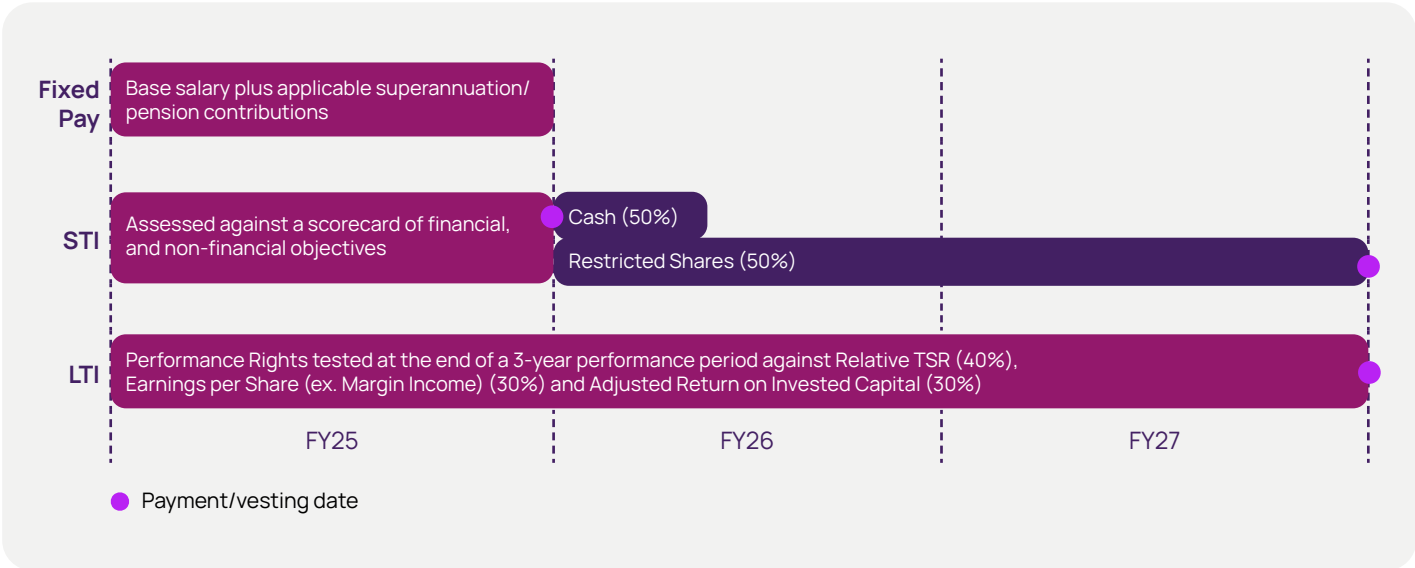 Fixed
Pay
Base salary plus applicable superannuation/
pension contributions
STI
Assessed against a scorecard of financial,
and non-financial objectives
Cash (50%)
Restricted Shares (50%)
LTI
Performance Rights tested at the end of a 3-year performance period against Relative TSR (40%),
Earnings per Share (ex. Margin Income) (30%) and Adjusted Return on Invested Capital (30%)
FY25
FY26
FY27
Payment/vesting date